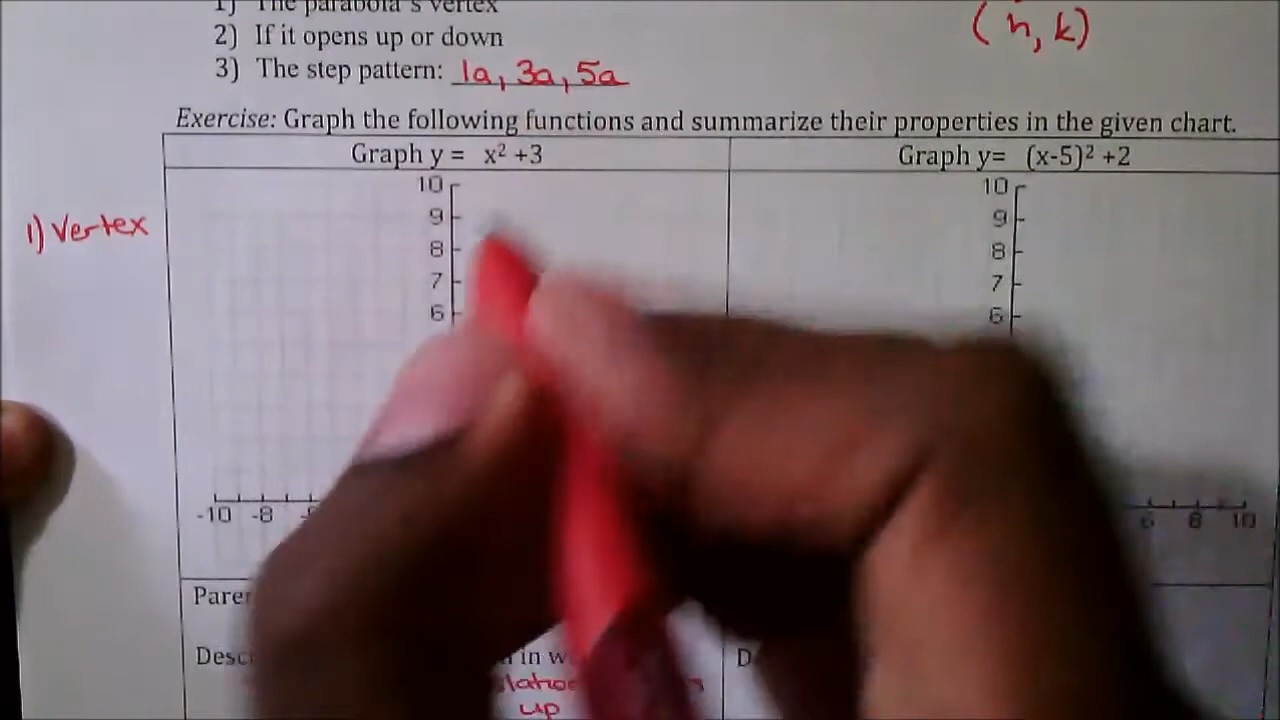 1) The parabola's vertex
(h, k)
2) If it opens up or down
3) The step pattern: 1a, 3a, 5a
Exercise: Graph the following functions and summarize their properties in the given chart.
Graph y = x² +3
Graph y= (x-5)² +2
1) Vertex
10
9
8
7
6
-10 -8
10
9
8
7
6
6 8 10
in
up